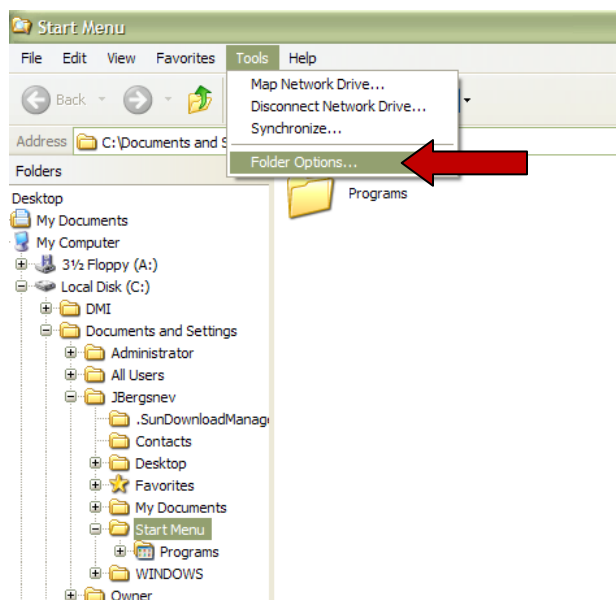 Start Menu
File Edit View Favorites Tools Help
Back
Map Network Drive...
Disconnect Network Drive...
Synchronize...
Folder Options...
Address C:\Documents and S
Folders
Programs
Desktop
My Documents
My Computer
3½ Floppy (A:)
Local Disk (C:)
DMI
Documents and Settings
Administrator
All Users
JBergsnev
.SunDownloadManag
Contacts
Desktop
Favorites
My Documents
Start Menu
Programs
WINDOWS
Owner